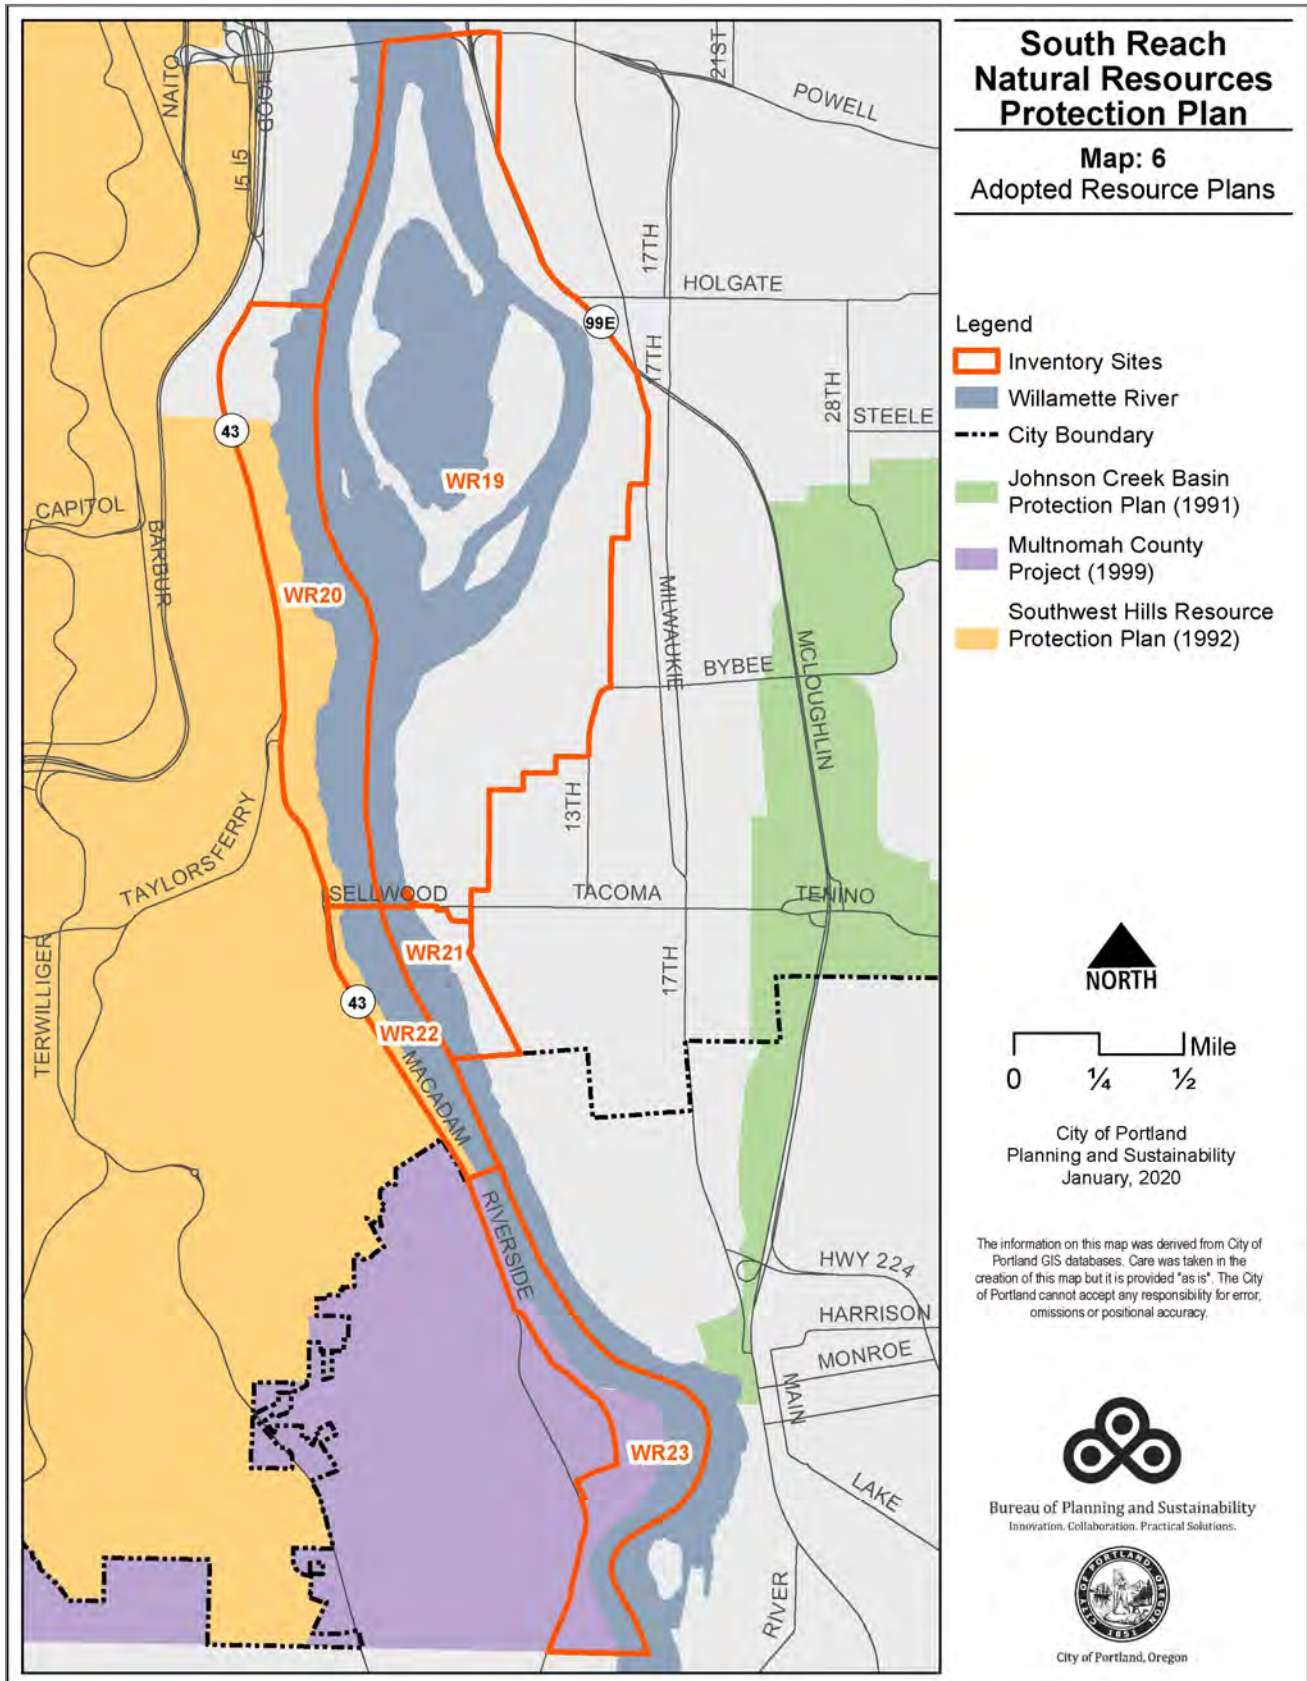 South Reach
Natural Resources
Protection Plan
Map: 6
Adopted Resource Plans
Legend
Inventory Sites
Willamette River
City Boundary
Johnson Creek Basin
Protection Plan (1991)
Multnomah County
Project (1999)
Southwest Hills Resource
Protection Plan (1992)
NORTH
Mile
0 ¼ ½
City of Portland
Planning and Sustainability
January, 2020
The information on this map was derived from City of
Portland GIS databases. Care was taken in the
creation of this map but it is provided "as is". The City
of Portland cannot accept any responsibility for error,
omissions or positional accuracy.
Bureau of Planning and Sustainability
Innovation. Collaboration. Practical Solutions.
CITY OF PORTLAND, OREGON
1851
City of Portland, Oregon
NAITO
HOOD
I5 I5
21ST
POWELL
17TH
HOLGATE
99E
17TH
28TH
STEELE
43
WR19
CAPITOL
BARBUR
WR20
MILWAUKIE
BYBEE
MCLOUGHLIN
13TH
TAYLORSFERRY
SELLWOOD
TACOMA
TENINO
TERWILLIGER
WR21
17TH
43
WR22
MACADAM
RIVERSIDE
HWY 224
HARRISON
MONROE
MAIN
WR23
LAKE
RIVER